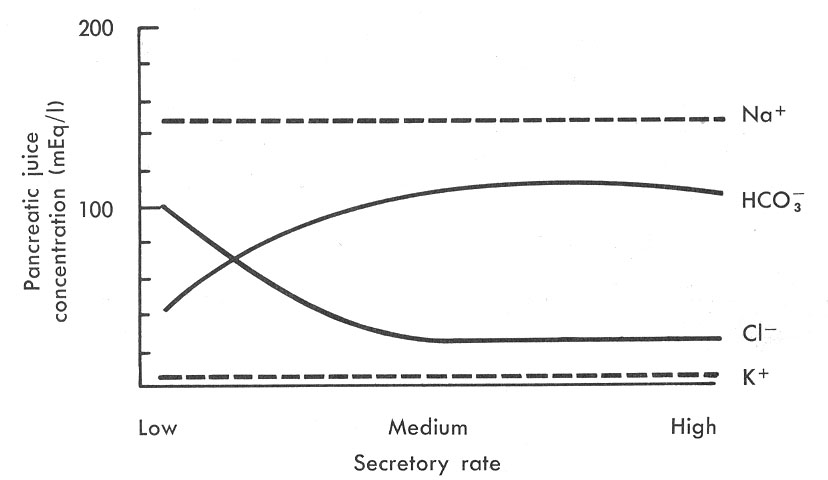 200
100
Pancreatic juice
concentration (mEq/l)
Na⁺
HCO₃⁻
Cl⁻
K⁺
Low Medium High
Secretory rate